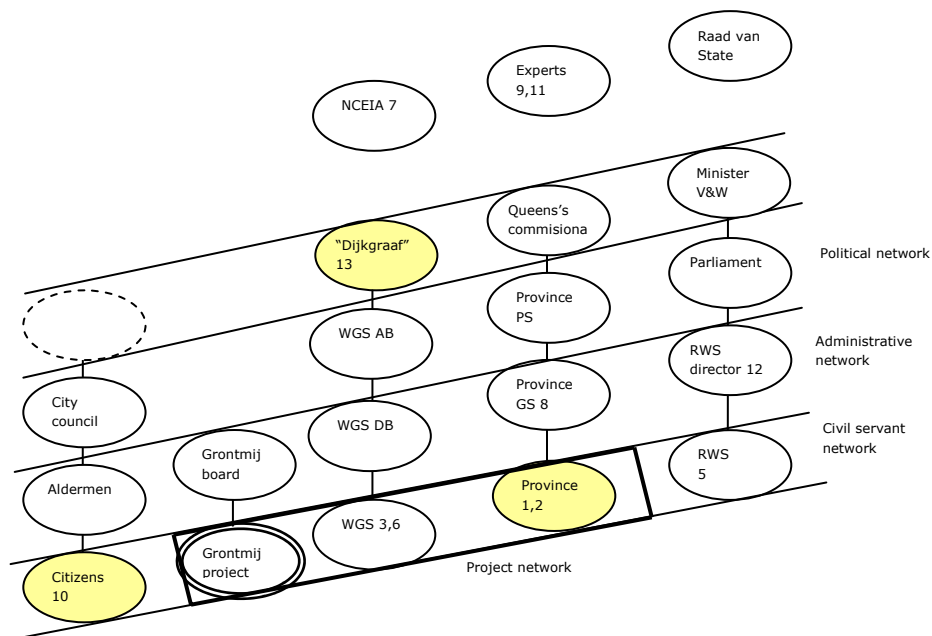 Raad van
State
Experts
9,11
NCEIA 7
Minister
V&W
Queens's
commisiona
"Dijkgraaf"
13
Political network
Parliament
Province
PS
WGS AB
Administrative
network
RWS
director 12
Province
GS 8
City
council
WGS DB
Civil servant
network
Grontmij
board
RWS
5
Aldermen
Province
1,2
WGS 3,6
Grontmij
project
Project network
Citizens
10